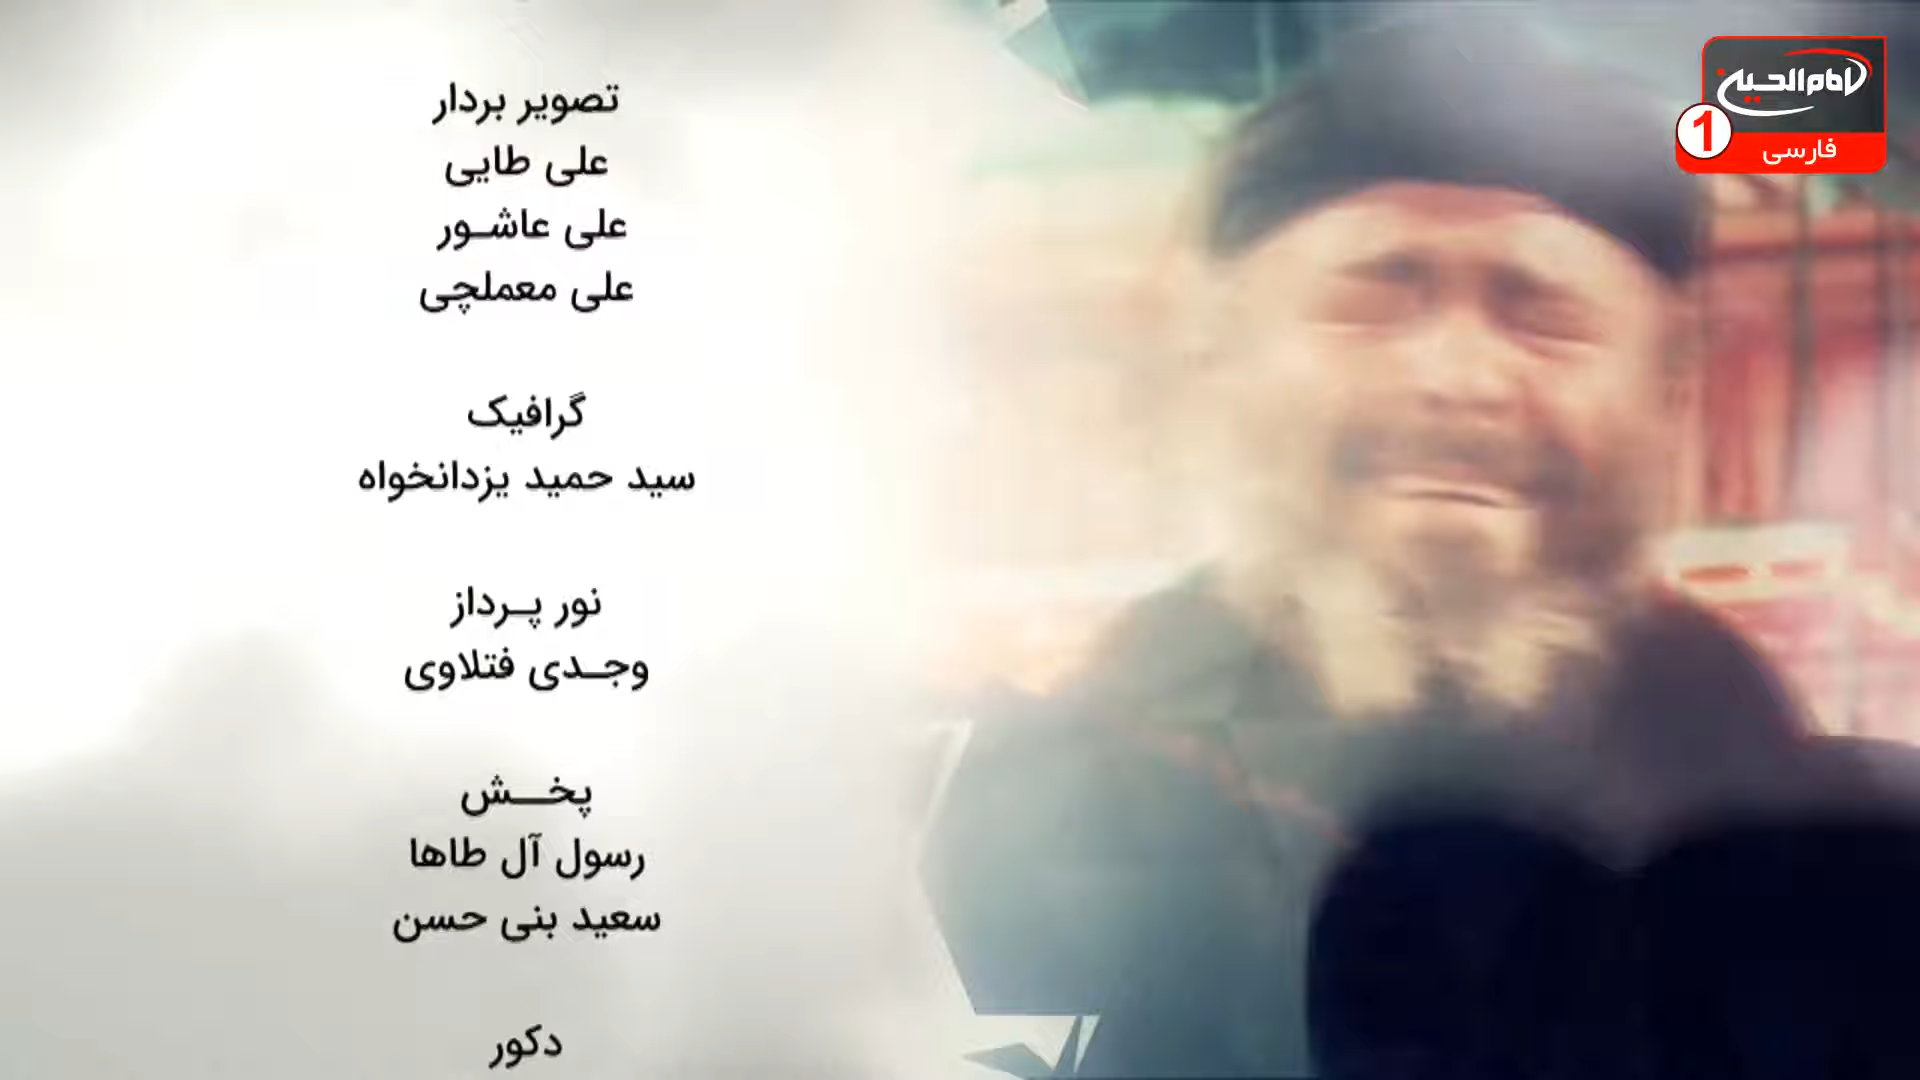 تصویر بردار
علی طایی
علی عاشـور
علی معملچی
گرافیک
سید حمید یزدانخواه
نور پـرداز
وجـدی فتلاوی
پخــش
رسول آل طاها
سعید بنی حسن
دکور
امام الحسین
1
فارسی